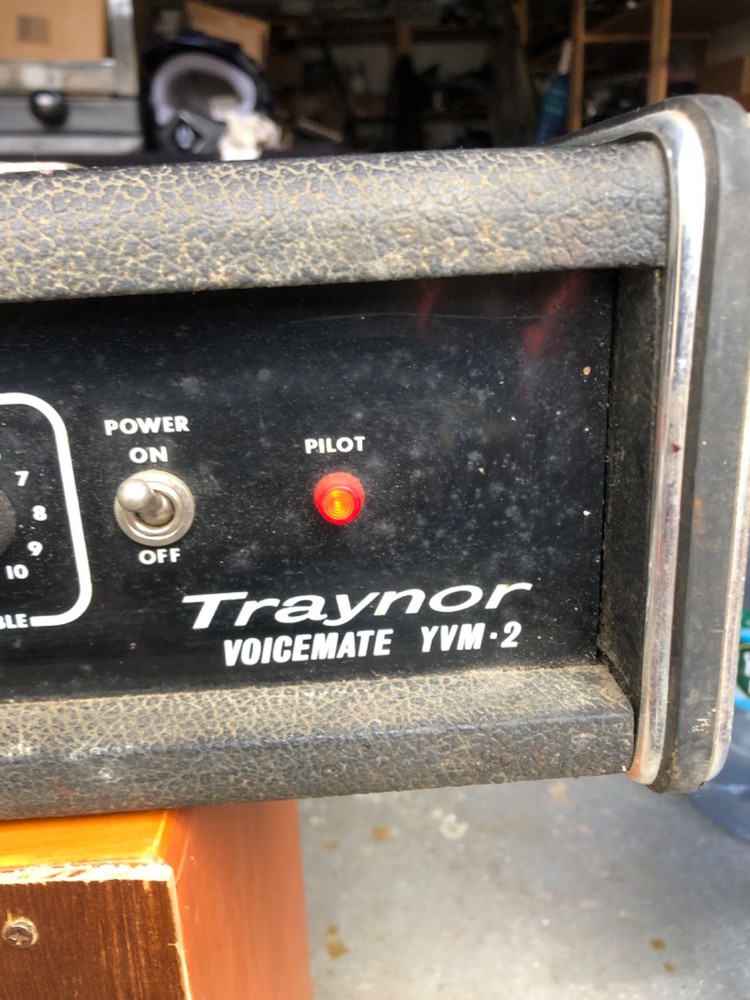 POWER
ON
OFF
PILOT
7
8
9
10
BLE
Traynor
VOICEMATE YVM·2